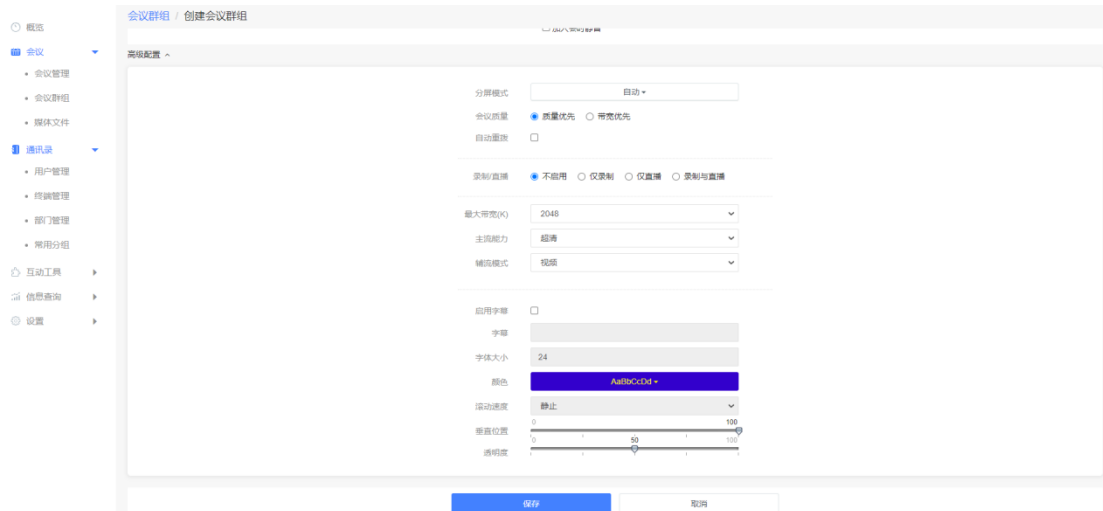 会议群组 / 创建会议群组
概览
会议
会议管理
会议群组
媒体文件
通讯录
用户管理
终端管理
部门管理
常用分组
互动工具
信息查询
设置
加入会时静音
高级配置
分屏模式 自动
会议质量 质量优先 带宽优先
自动重拨
录制/直播 不启用 仅录制 仅直播 录制与直播
最大带宽(K) 2048
主流能力 超清
辅流模式 视频
启用字幕
字幕
字体大小 24
颜色 AaBbCcDd
滚动速度 静止
垂直位置 0 100
透明度 0 50 100
保存 取消